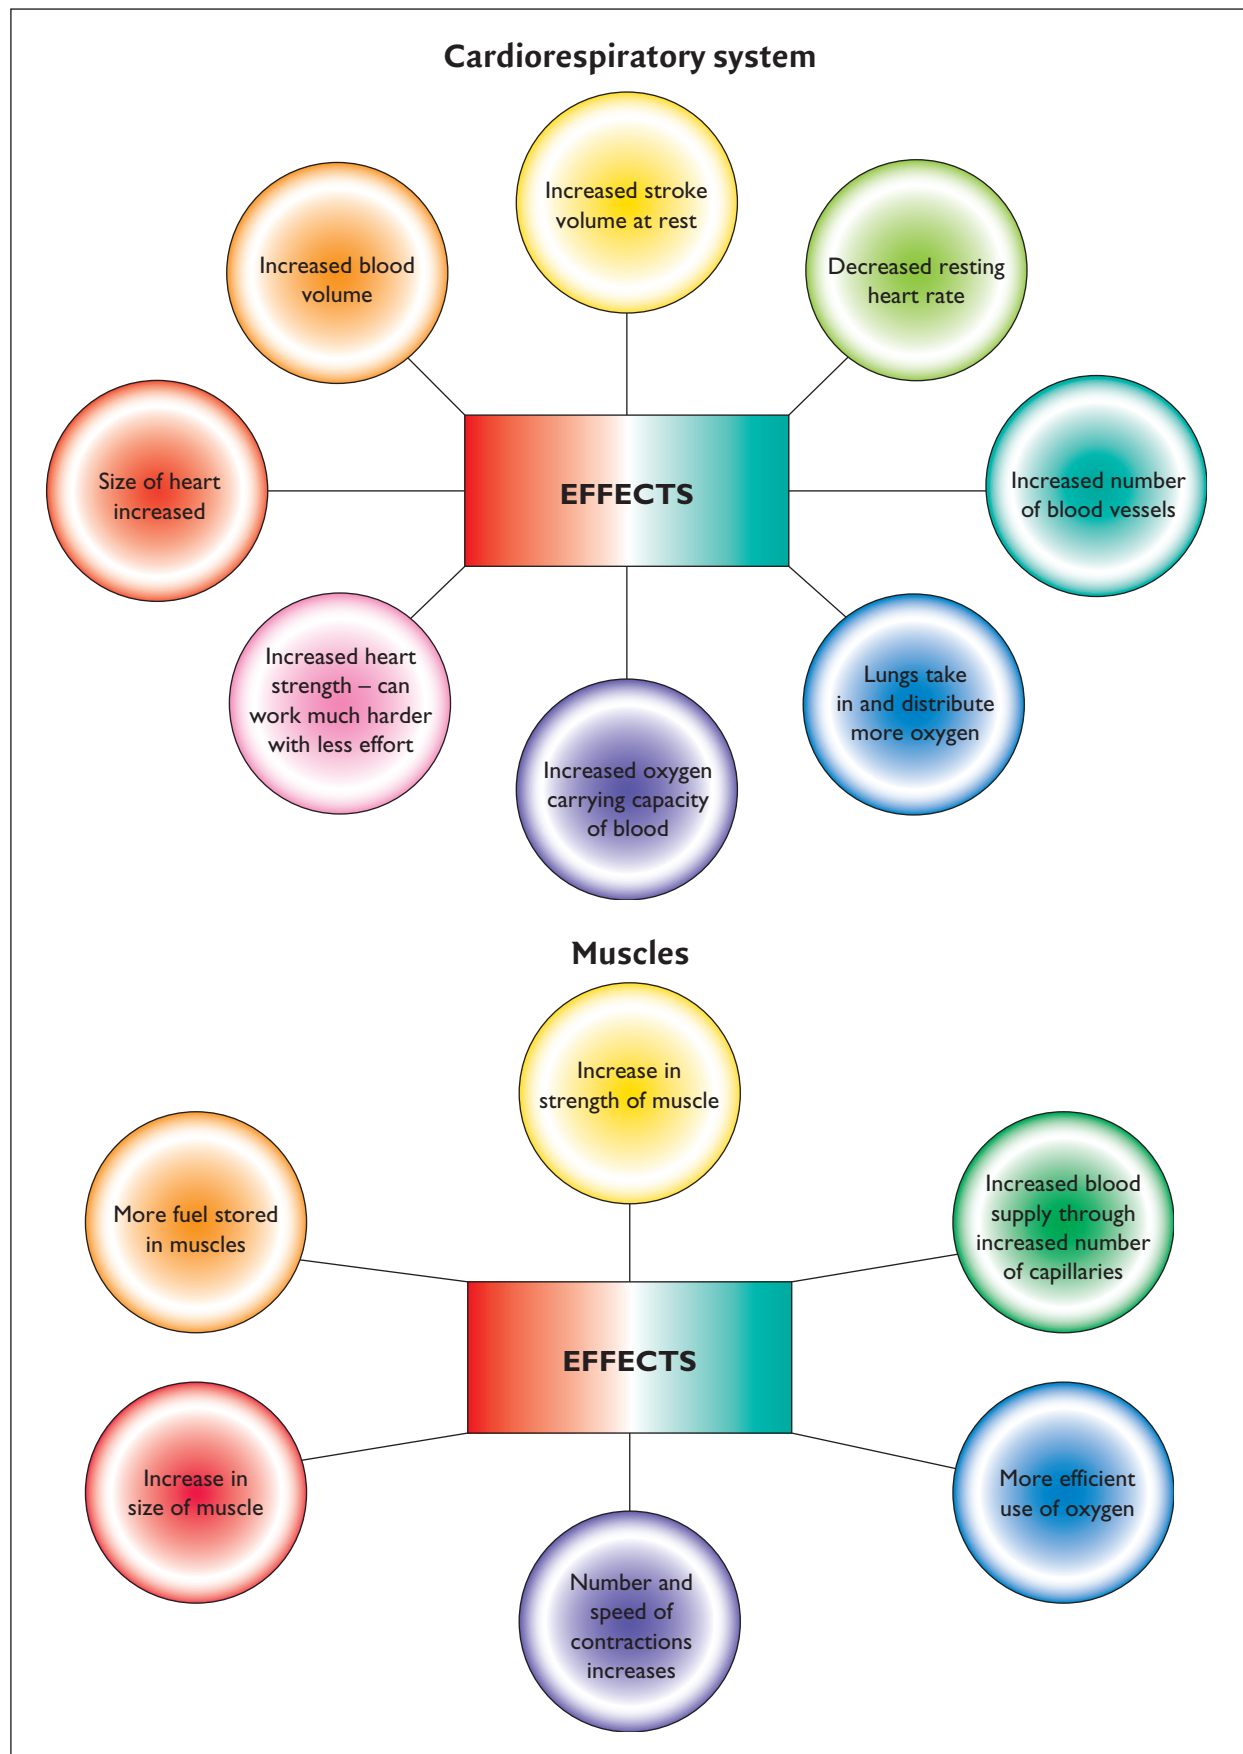 Cardiorespiratory system
Increased stroke
volume at rest
Increased blood
volume
Decreased resting
heart rate
Size of heart
increased
EFFECTS
Increased number
of blood vessels
Increased heart
strength – can
work much harder
with less effort
Lungs take
in and distribute
more oxygen
Increased oxygen
carrying capacity
of blood
Muscles
Increase in
strength of muscle
More fuel stored
in muscles
Increased blood
supply through
increased number
of capillaries
EFFECTS
Increase in
size of muscle
More efficient
use of oxygen
Number and
speed of
contractions
increases